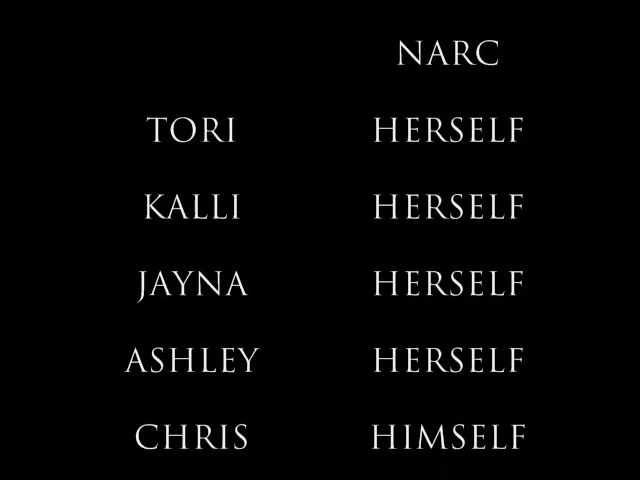 NARC
TORI HERSELF
KALLI HERSELF
JAYNA HERSELF
ASHLEY HERSELF
CHRIS HIMSELF